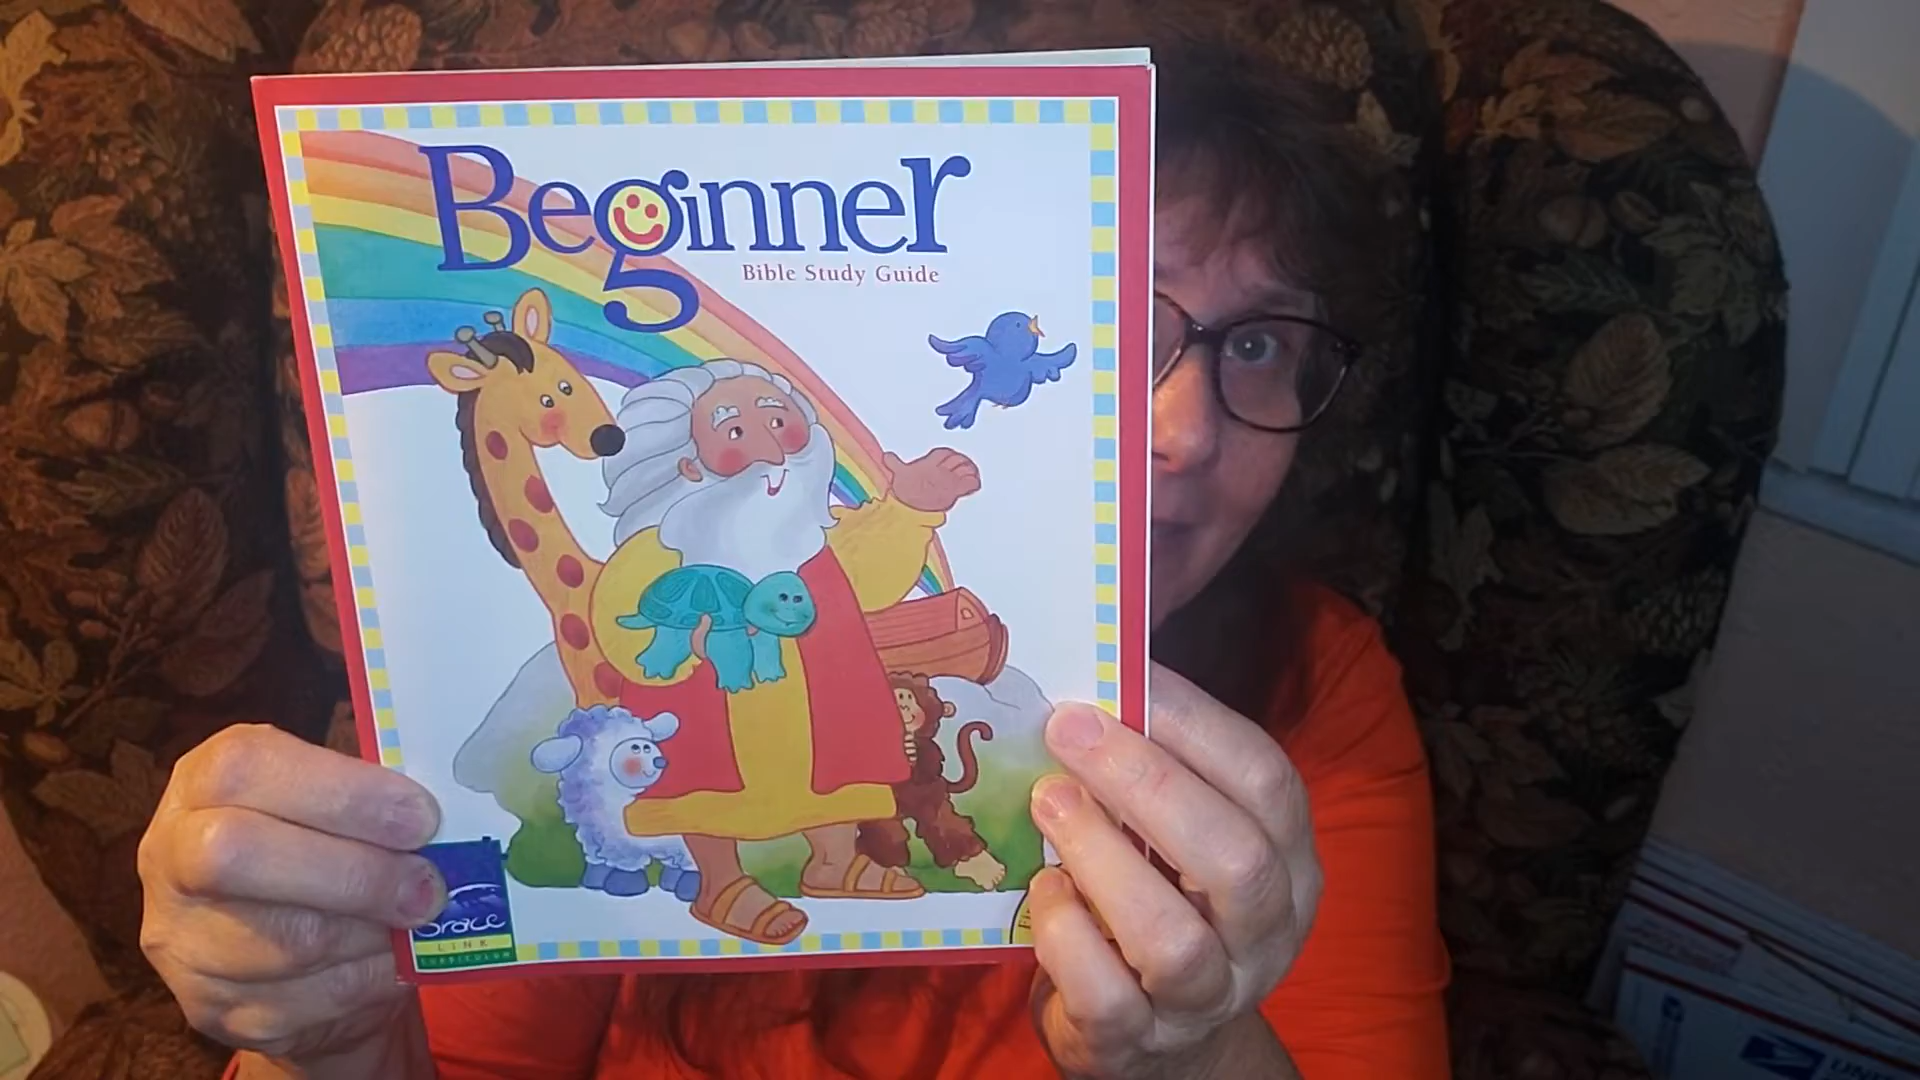 Beginner
Bible Study Guide
Grace
LINK
CURRICULUM